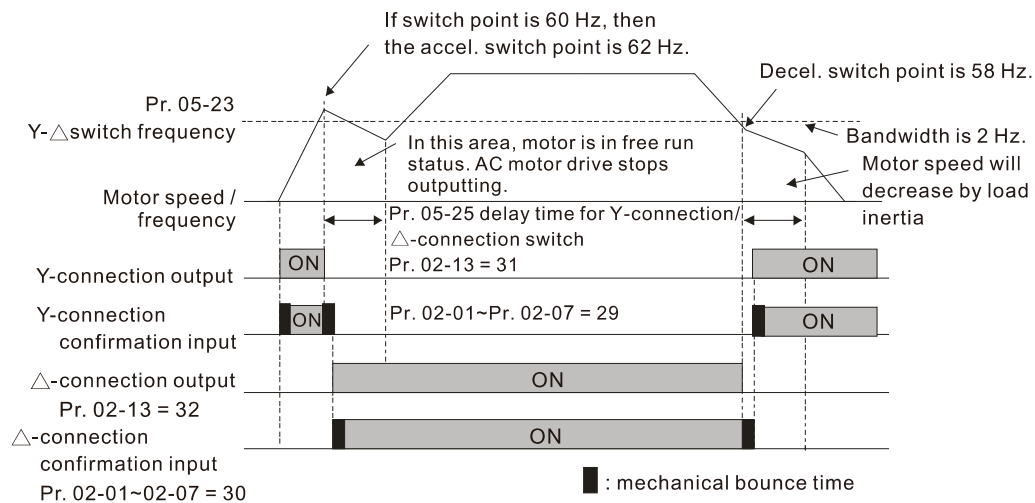 If switch point is 60 Hz, then
the accel. switch point is 62 Hz.
Decel. switch point is 58 Hz.
Pr. 05-23
Y-△switch frequency
In this area, motor is in free run
status. AC motor drive stops
outputting.
Bandwidth is 2 Hz.
Motor speed will
decrease by load
inertia
Motor speed /
frequency
Pr. 05-25 delay time for Y-connection/
△-connection switch
Pr. 02-13 = 31
Y-connection output
ON
ON
Y-connection
confirmation input
ON
Pr. 02-01~Pr. 02-07 = 29
ON
△-connection output
Pr. 02-13 = 32
ON
△-connection
confirmation input
Pr. 02-01~02-07 = 30
ON
: mechanical bounce time